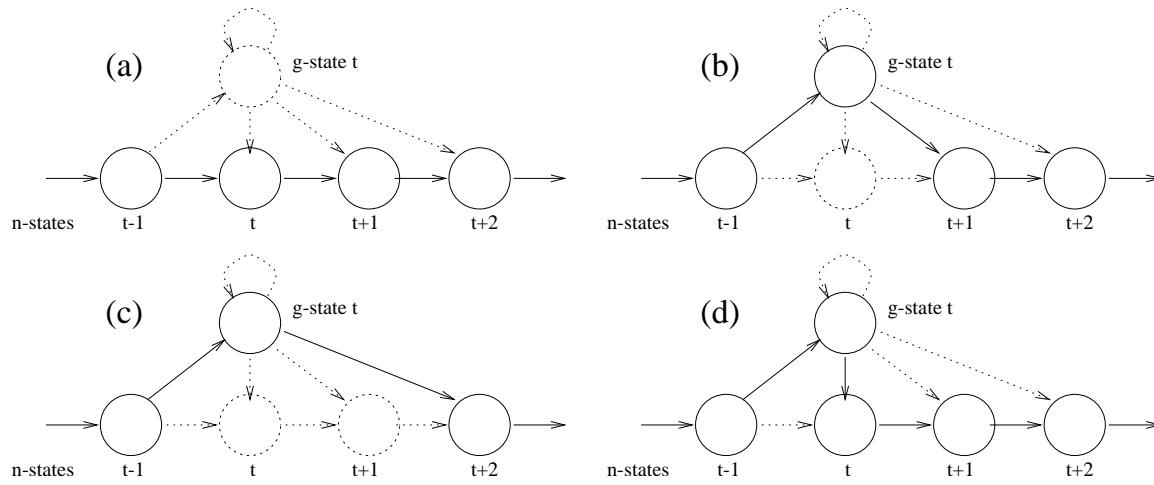 (a) g-state t
n-states t-1 t t+1 t+2
(b) g-state t
n-states t-1 t t+1 t+2
(c) g-state t
n-states t-1 t t+1 t+2
(d) g-state t
n-states t-1 t t+1 t+2